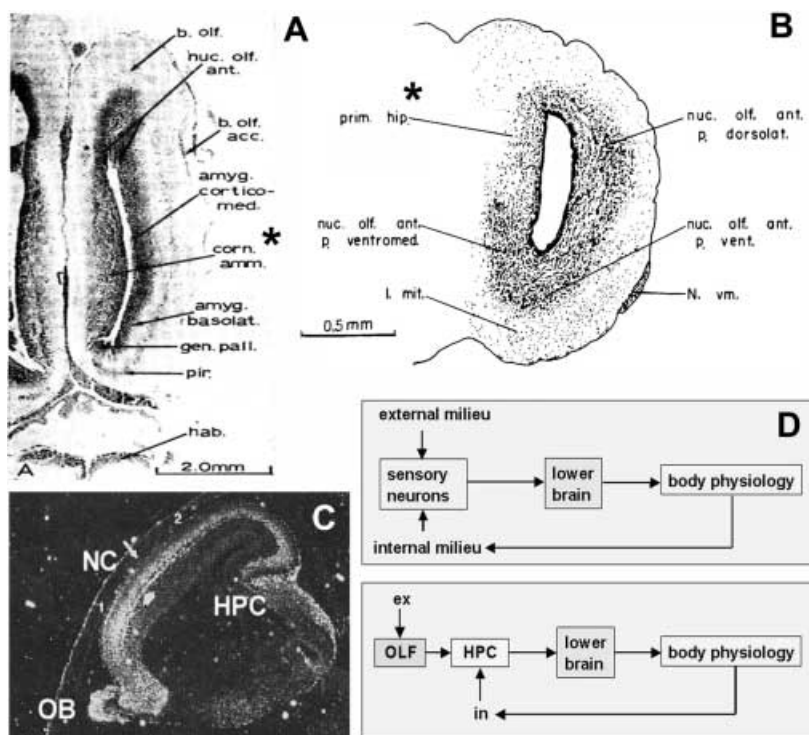 A
b. olf.
nuc. olf.
ant.
b. olf.
acc.
amyg.
cortico-
med.
*
corn.
amm.
amyg.
basolat.
gen. pall.
pir.
hab.
A
2.0mm
B
*
prim. hip.
nuc. olf. ant.
p. dorsolat.
nuc. olf. ant.
p. ventromed.
nuc. olf. ant.
p. vent.
l. mit.
N. vm.
0.5 mm
C
2
NC
1
HPC
OB
D
external milieu
sensory
neurons
lower
brain
body physiology
internal milieu
ex
OLF
HPC
lower
brain
body physiology
in